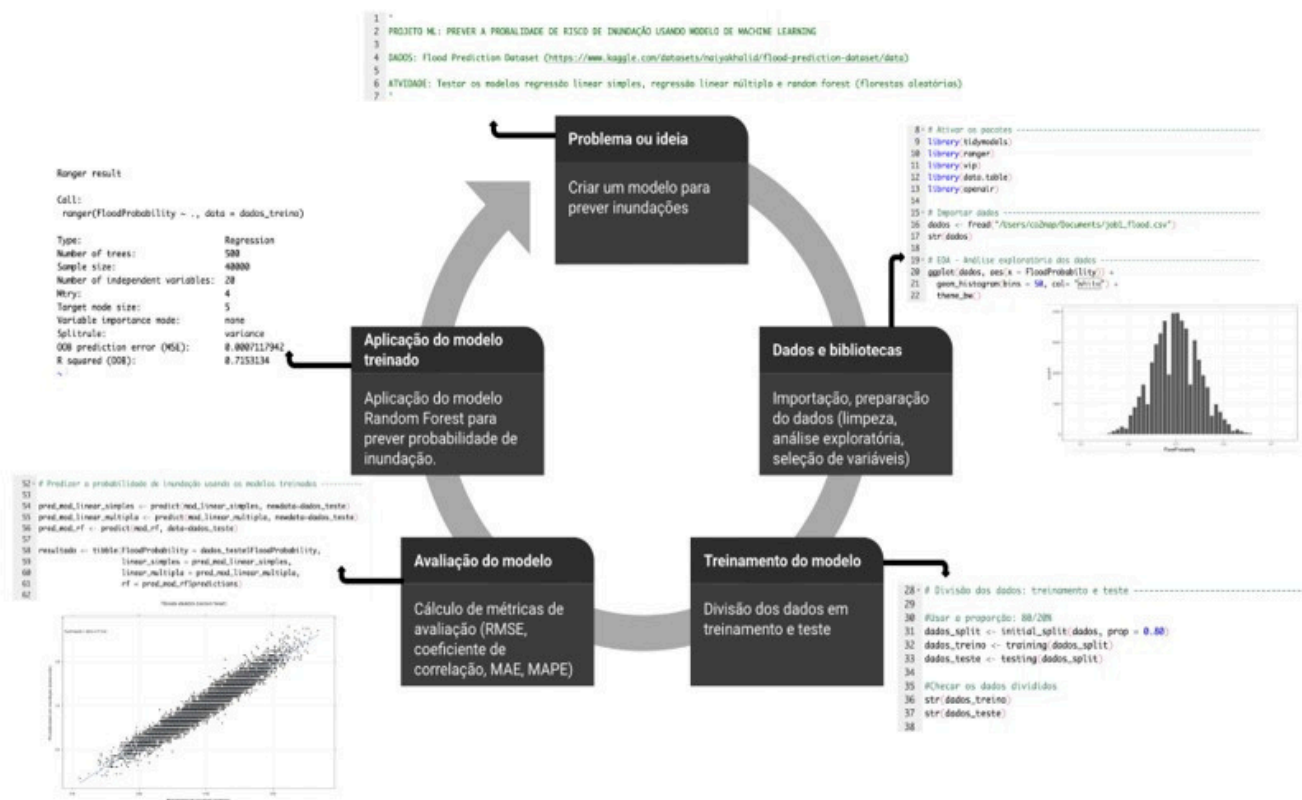 1 "
2 PROJETO ML: PREVER A PROBALIDADE DE RISCO DE INUNDAÇÃO USANDO MODELO DE MACHINE LEARNING
3
4 DADOS: Flood Prediction Dataset (https://www.kaggle.com/datasets/naiyakhalid/flood-prediction-dataset/data)
5
6 ATVIDADE: Testar os modelos regressão linear simples, regressão linear múltipla e random forest (florestas aleatórias)
7 "
Problema ou ideia
Criar um modelo para
prever inundações
8 # Ativar os pacotes
9 library(tidymodels)
10 library(ranger)
11 library(vip)
12 library(data.table)
13 library(openair)
14
15 # Importar dados
16 dados <- fread("/Users/co2map/Documents/job1_flood.csv")
17 str(dados)
18
19 # EDA - Análise exploratória dos dados
20 ggplot(dados, aes(x = FloodProbability)) +
21 geom_histogram(bins = 50, col= "White") +
22 theme_bw()
FloodProbability
Dados e bibliotecas
Importação, preparação
do dados (limpeza,
análise exploratória,
seleção de variáveis)
Treinamento do modelo
Divisão dos dados em
treinamento e teste
28 # Divisão dos dados: treinamento e teste
29
30 #Usar a proporção: 80/20%
31 dados_split <- initial_split(dados, prop = 0.80)
32 dados_treino <- training(dados_split)
33 dados_teste <- testing(dados_split)
34
35 #Checar os dados divididos
36 str(dados_treino)
37 str(dados_teste)
38
Avaliação do modelo
Cálculo de métricas de
avaliação (RMSE,
coeficiente de
correlação, MAE, MAPE)
52 # Predizer a probabilidade de inundação usando os modelos treinados
53
54 pred_mod_linear_simples <- predict(mod_linear_simples, newdata=dados_teste)
55 pred_mod_linear_multipla <- predict(mod_linear_multipla, newdata=dados_teste)
56 pred_mod_rf <- predict(mod_rf, data=dados_teste)
57
58 resultado <- tibble(FloodProbability = dados_teste$FloodProbability,
59 linear_simples = pred_mod_linear_simples,
60 linear_multipla = pred_mod_linear_multipla,
61 rf = pred_mod_rf$predictions)
62
Aplicação do modelo
treinado
Aplicação do modelo
Random Forest para
prever probabilidade de
inundação.
Ranger result
Call:
ranger(FloodProbability ~ ., data = dados_treino)
Type: Regression
Number of trees: 500
Sample size: 40000
Number of independent variables: 20
Mtry: 4
Target node size: 5
Variable importance mode: none
Splitrule: variance
OOB prediction error (MSE): 0.0007117942
R squared (OOB): 0.7153134